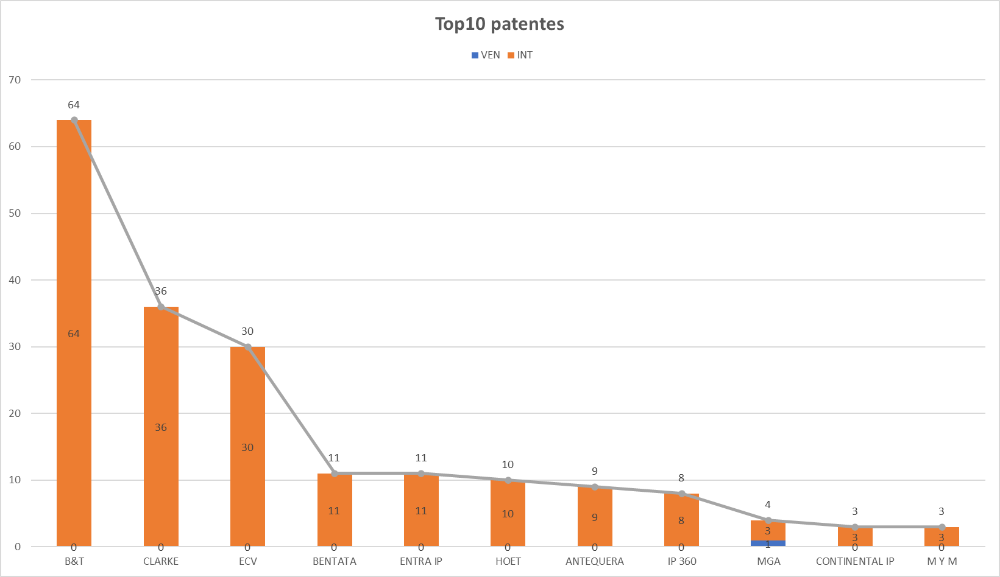 Top10 patentes
VEN INT
70
64
60
50
40
36
30
30
20
11 11 10 9 8 4 3 3
10
64 36 30 11 11 10 9 8 3 3 3
0
0 0 0 0 0 0 0 0 1 0 0
B&T CLARKE ECV BENTATA ENTRA IP HOET ANTEQUERA IP 360 MGA CONTINENTAL IP M Y M